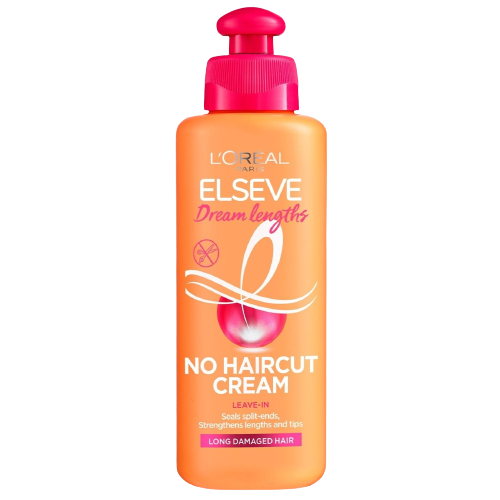 L'ORÉAL
PARIS
ELSEVE
Dream lengths
NO HAIRCUT
CREAM
LEAVE-IN
Seals split-ends,
Strengthens lengths and tips
LONG DAMAGED HAIR